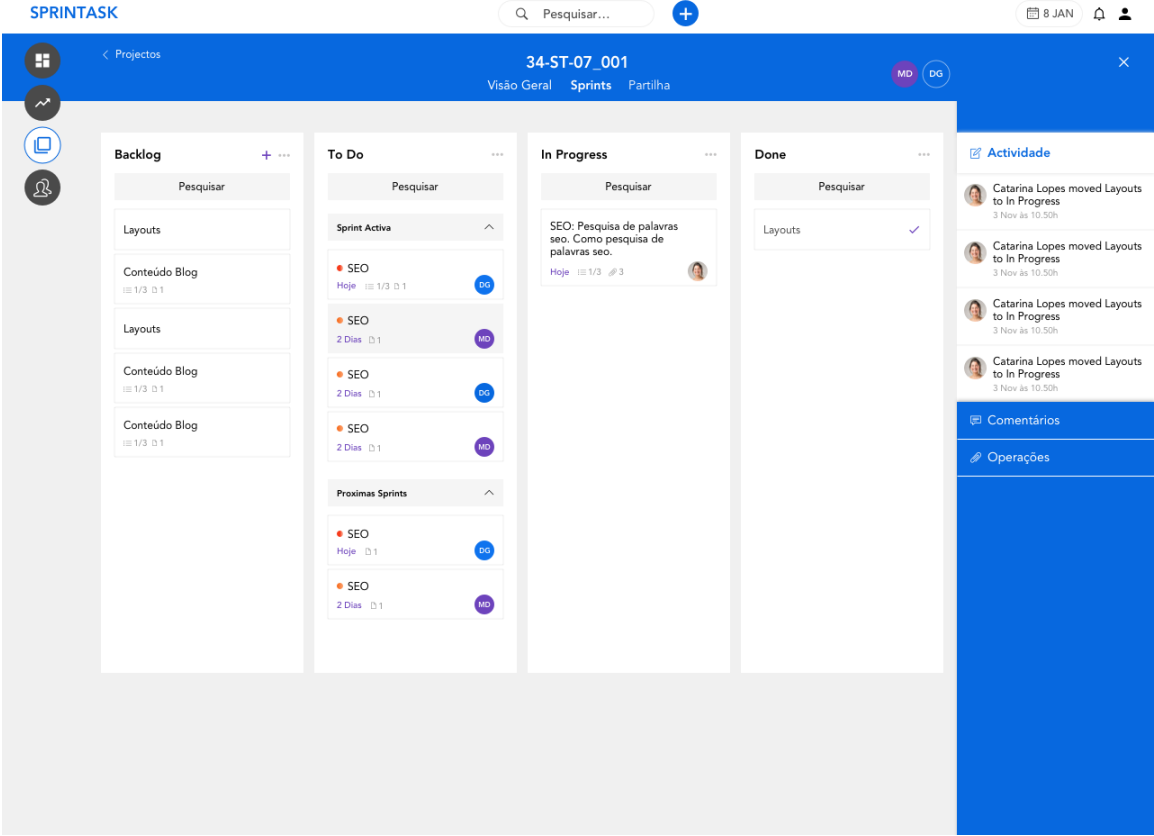 SPRINTASK
Pesquisar...
8 JAN
Projectos
34-ST-07_001
Visão Geral Sprints Partilha
MD DG
Backlog
Pesquisar
Layouts
Conteúdo Blog
1/3 1
Layouts
Conteúdo Blog
1/3 1
Conteúdo Blog
1/3 1
To Do
Pesquisar
Sprint Activa
SEO
Hoje 1/3 1
DG
SEO
2 Dias 1
MD
SEO
2 Dias 1
DG
SEO
2 Dias 1
MD
Proximas Sprints
SEO
Hoje 1
DG
SEO
2 Dias 1
MD
In Progress
Pesquisar
SEO: Pesquisa de palavras
seo. Como pesquisa de
palavras seo.
Hoje 1/3 3
Done
Pesquisar
Layouts
Actividade
Catarina Lopes moved Layouts
to In Progress
3 Nov às 10.50h
Catarina Lopes moved Layouts
to In Progress
3 Nov às 10.50h
Catarina Lopes moved Layouts
to In Progress
3 Nov às 10.50h
Catarina Lopes moved Layouts
to In Progress
3 Nov às 10.50h
Comentários
Operações